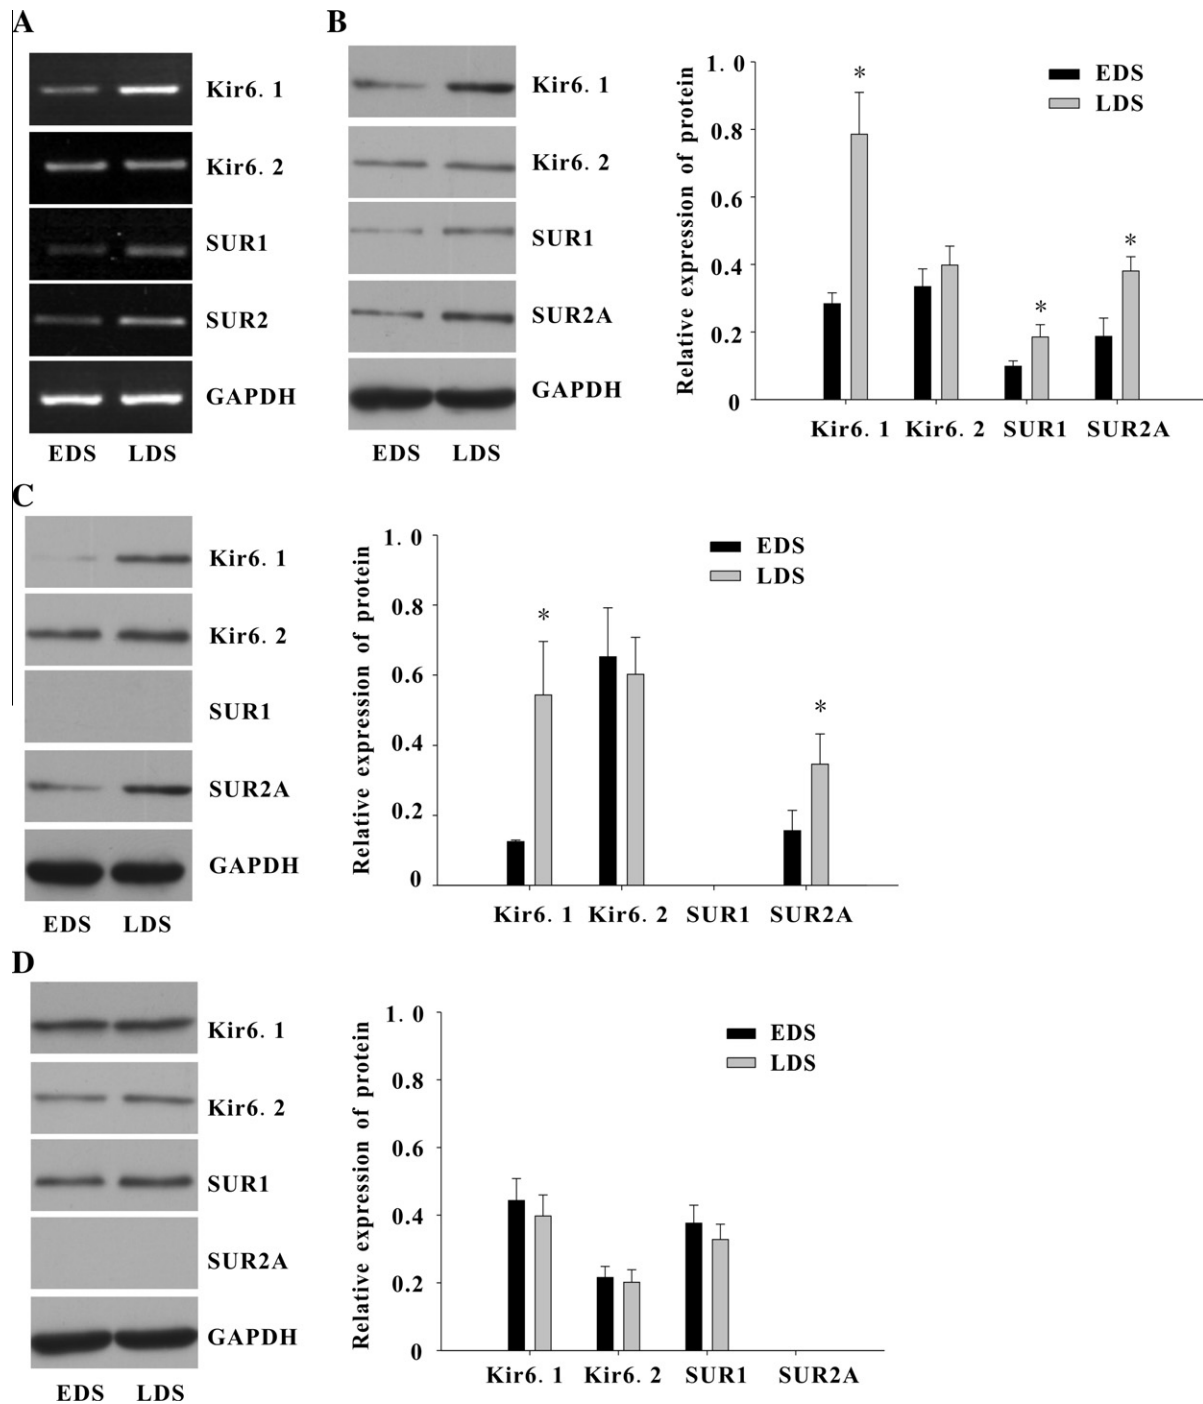 A
Kir6. 1
Kir6. 2
SUR1
SUR2
GAPDH
EDS LDS
B
Kir6. 1
Kir6. 2
SUR1
SUR2A
GAPDH
EDS LDS
Relative expression of protein
1. 0
0.8
0.6
0.4
0.2
0
EDS
LDS
*
*
*
Kir6. 1 Kir6. 2 SUR1 SUR2A
C
Kir6. 1
Kir6. 2
SUR1
SUR2A
GAPDH
EDS LDS
Relative expression of protein
1. 0
0.8
0.6
0.4
0.2
0
EDS
LDS
*
*
Kir6. 1 Kir6. 2 SUR1 SUR2A
D
Kir6. 1
Kir6. 2
SUR1
SUR2A
GAPDH
EDS LDS
Relative expression of protein
1. 0
0.8
0.6
0.4
0.2
0
EDS
LDS
Kir6. 1 Kir6. 2 SUR1 SUR2A